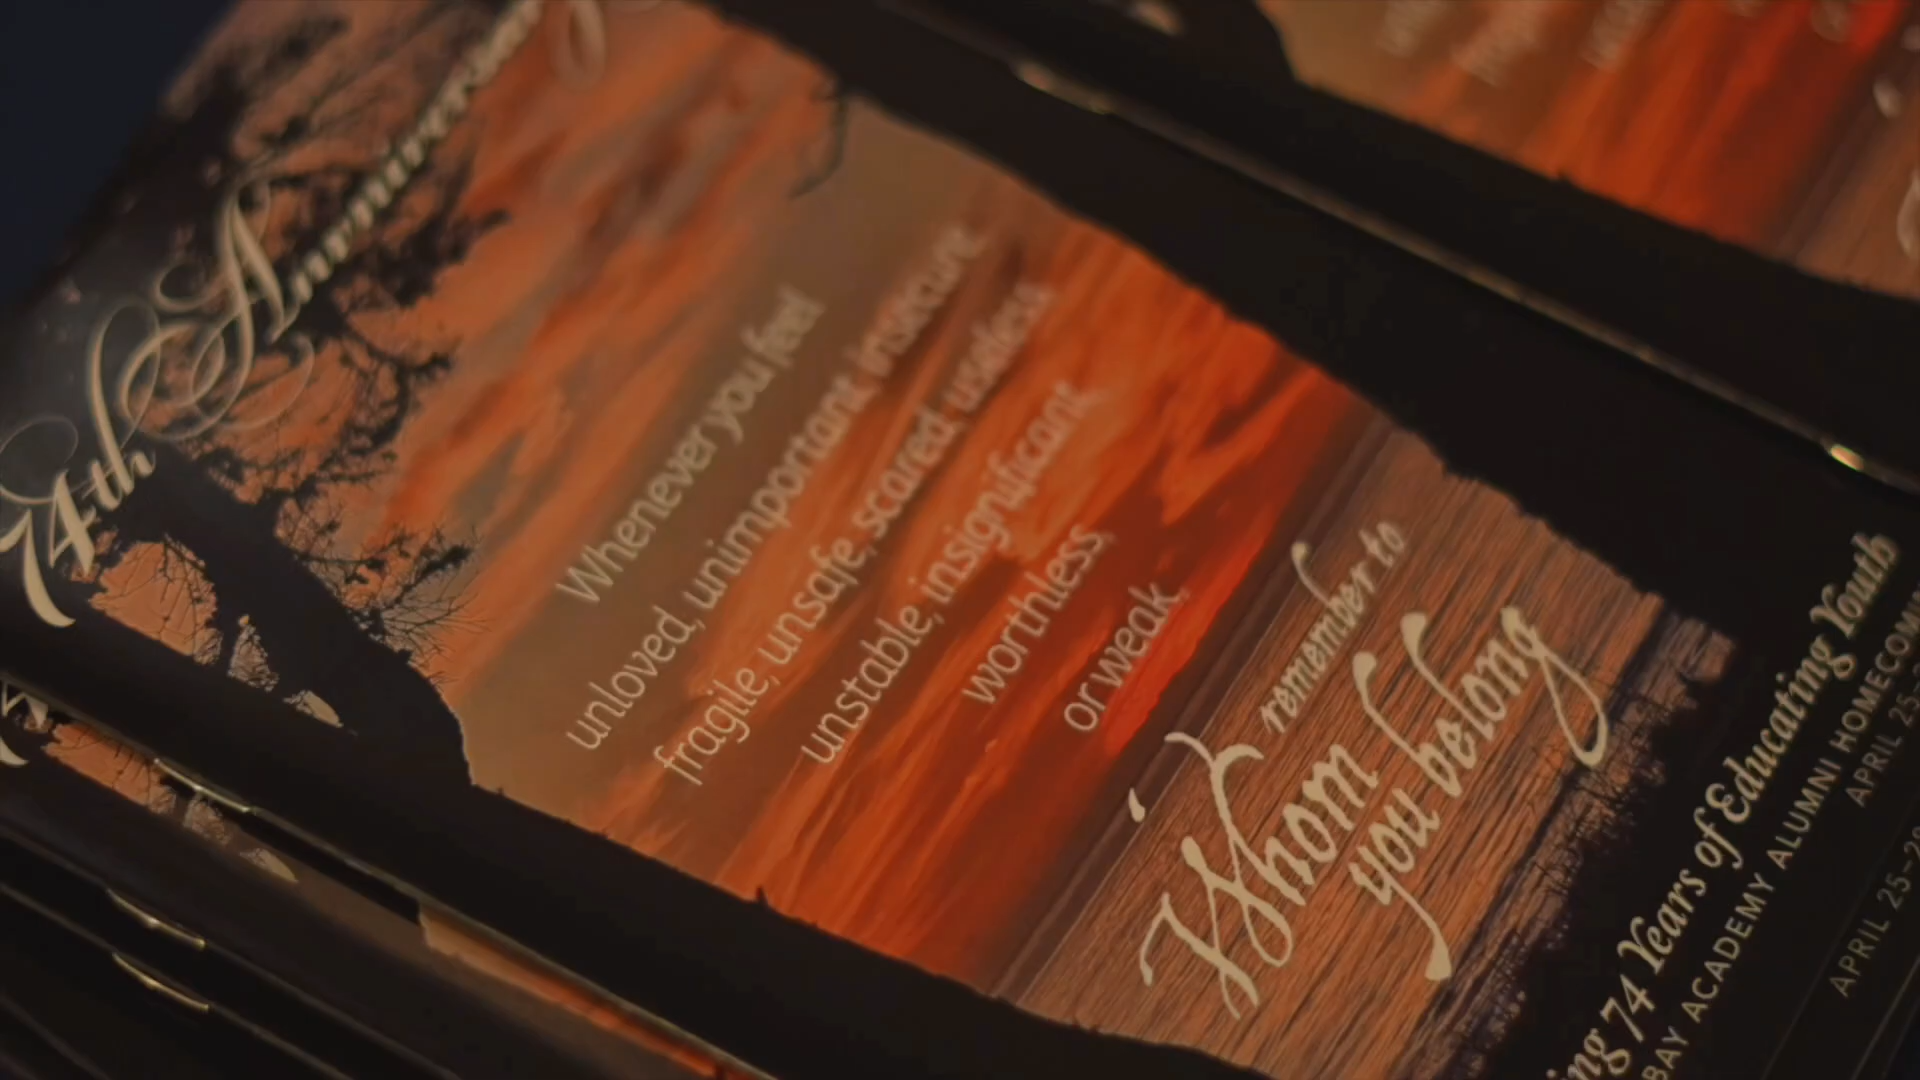 74th Anniversary
Whenever you feel
unloved, unimportant, insecure,
fragile, unsafe, scared, useless,
unstable, insignificant,
worthless,
or weak,
remember to
Whom
you belong
74 Years of Educating Youth
BAY ACADEMY ALUMNI
APRIL 25-